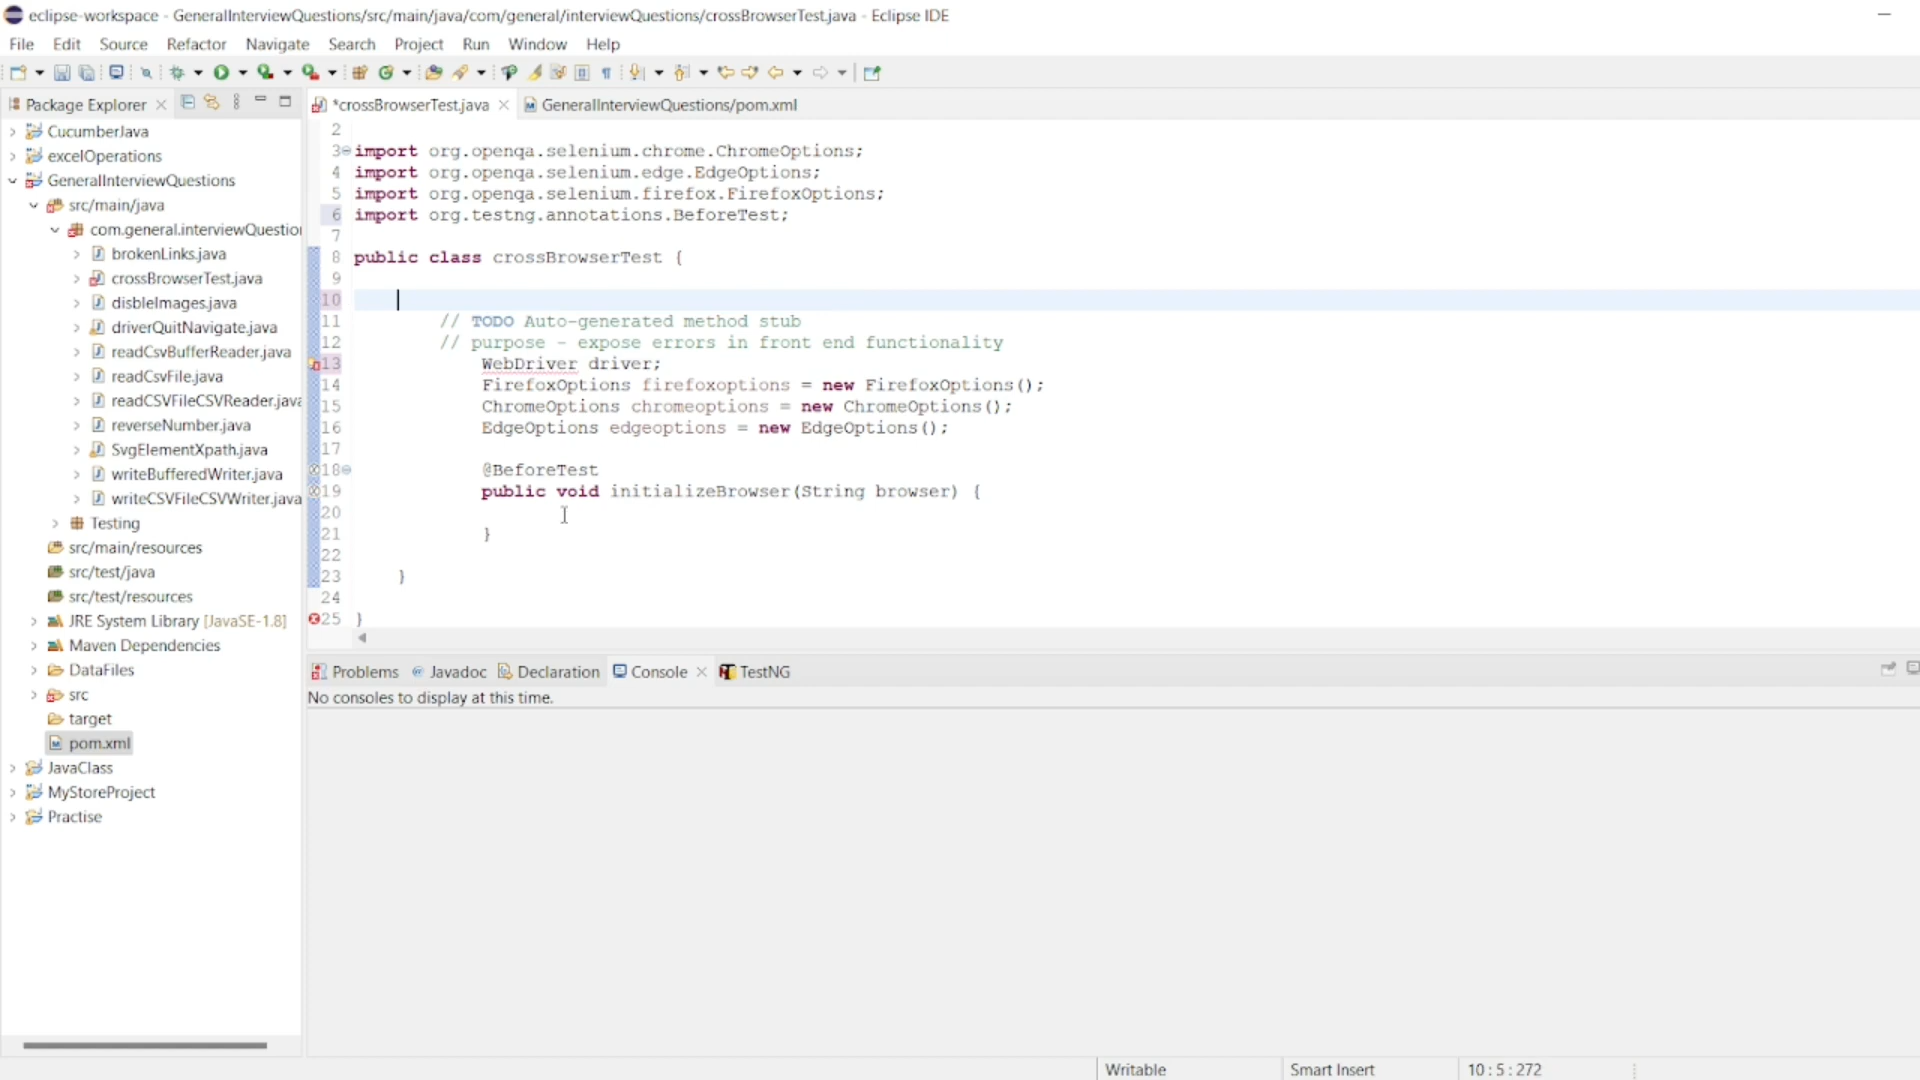 eclipse-workspace - GeneralInterviewQuestions/src/main/java/com/general/interviewQuestions/crossBrowserTest.java - Eclipse IDE
File Edit Source Refactor Navigate Search Project Run Window Help
Package Explorer
CucumberJava
excelOperations
GeneralInterviewQuestions
src/main/java
com.general.interviewQuestio
brokenLinks.java
crossBrowserTest.java
disbleImages.java
driverQuitNavigate.java
readCsvBufferReader.java
readCsvFile.java
readCSVFileCSVReader.java
reverseNumber.java
SvgElementXpath.java
writeBufferedWriter.java
writeCSVFileCSVWriter.java
Testing
src/main/resources
src/test/java
src/test/resources
JRE System Library [JavaSE-1.8]
Maven Dependencies
DataFiles
src
target
pom.xml
JavaClass
MyStoreProject
Practise
*crossBrowserTest.java GeneralInterviewQuestions/pom.xml
2
3 import org.openqa.selenium.chrome.ChromeOptions;
4 import org.openqa.selenium.edge.EdgeOptions;
5 import org.openqa.selenium.firefox.FirefoxOptions;
6 import org.testng.annotations.BeforeTest;
7
8 public class crossBrowserTest {
9
10
11 // TODO Auto-generated method stub
12 // purpose - expose errors in front end functionality
13 WebDriver driver;
14 FirefoxOptions firefoxoptions = new FirefoxOptions();
15 ChromeOptions chromeoptions = new ChromeOptions();
16 EdgeOptions edgeoptions = new EdgeOptions();
17
18 @BeforeTest
19 public void initializeBrowser(String browser) {
20
21 }
22
23 }
24
25 }
Problems Javadoc Declaration Console TestNG
No consoles to display at this time.
Writable Smart Insert 10 : 5 : 272